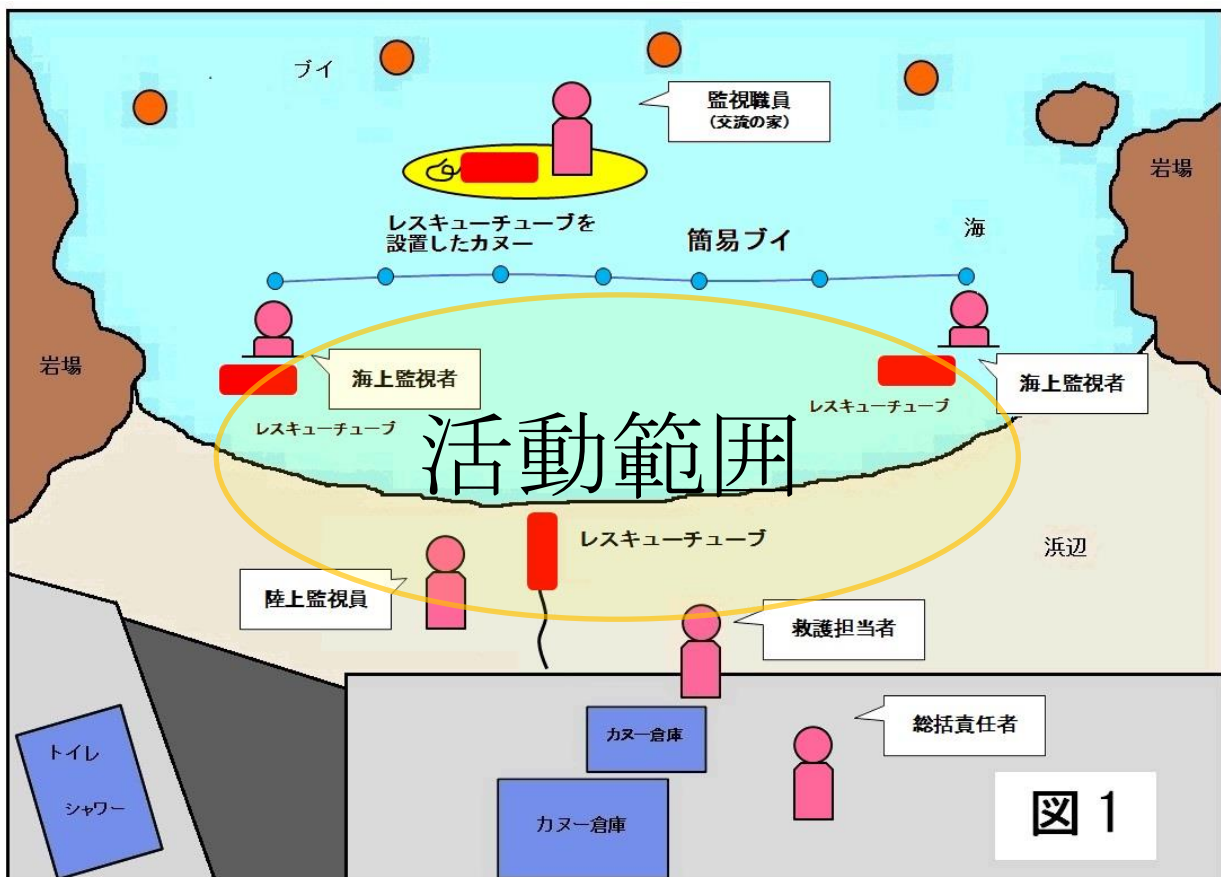 ブイ
監視職員
(交流の家)
岩場
レスキューチューブを
設置したカヌー
簡易ブイ
海
岩場
海上監視者
海上監視者
レスキューチューブ
レスキューチューブ
活動範囲
レスキューチューブ
浜辺
陸上監視員
救護担当者
総括責任者
カヌー倉庫
トイレ
シャワー
カヌー倉庫
図1